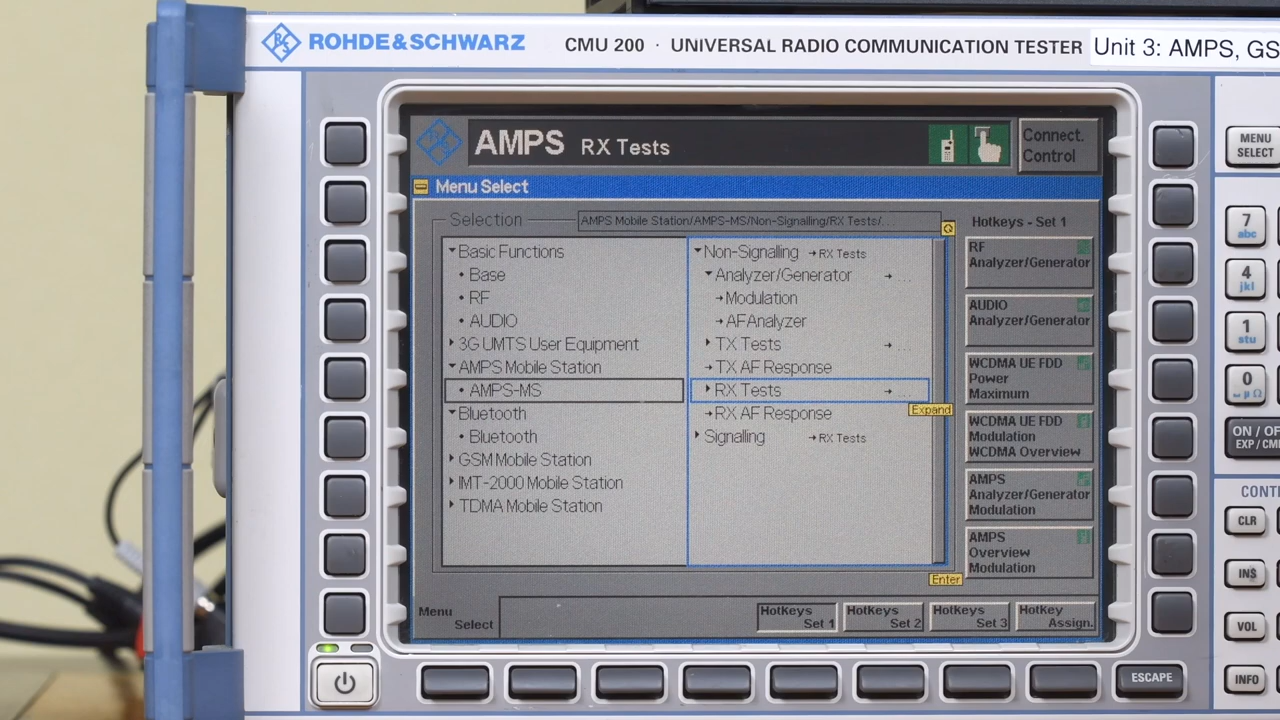 ROHDE&SCHWARZ
CMU 200 · UNIVERSAL RADIO COMMUNICATION TESTER
Unit 3: AMPS, GS
AMPS RX Tests
Connect.
Control
Menu Select
Selection
AMPS Mobile Station/AMPS-MS/Non-Signalling/RX Tests/...
Hotkeys - Set 1
Basic Functions
Base
RF
AUDIO
3G UMTS User Equipment
AMPS Mobile Station
AMPS-MS
Bluetooth
Bluetooth
GSM Mobile Station
IMT-2000 Mobile Station
TDMA Mobile Station
Non-Signalling → RX Tests
Analyzer/Generator → ...
→ Modulation
→ AFAnalyzer
TX Tests → ...
→ TX AF Response
RX Tests → ...
Expand
→ RX AF Response
Signalling → RX Tests
Enter
RF
Analyzer/Generator
AUDIO
Analyzer/Generator
WCDMA UE FDD
Power
Maximum
WCDMA UE FDD
Modulation
WCDMA Overview
AMPS
Analyzer/Generator
Modulation
AMPS
Overview
Modulation
Menu
Select
Hotkeys
Set 1
Hotkeys
Set 2
Hotkeys
Set 3
Hotkey
Assign.
ESCAPE
MENU
SELECT
7
abc
4
jkl
1
stu
0
μ Ω
ON / OF
EXP / CM
CONT
CLR
INS
VOL
INFO